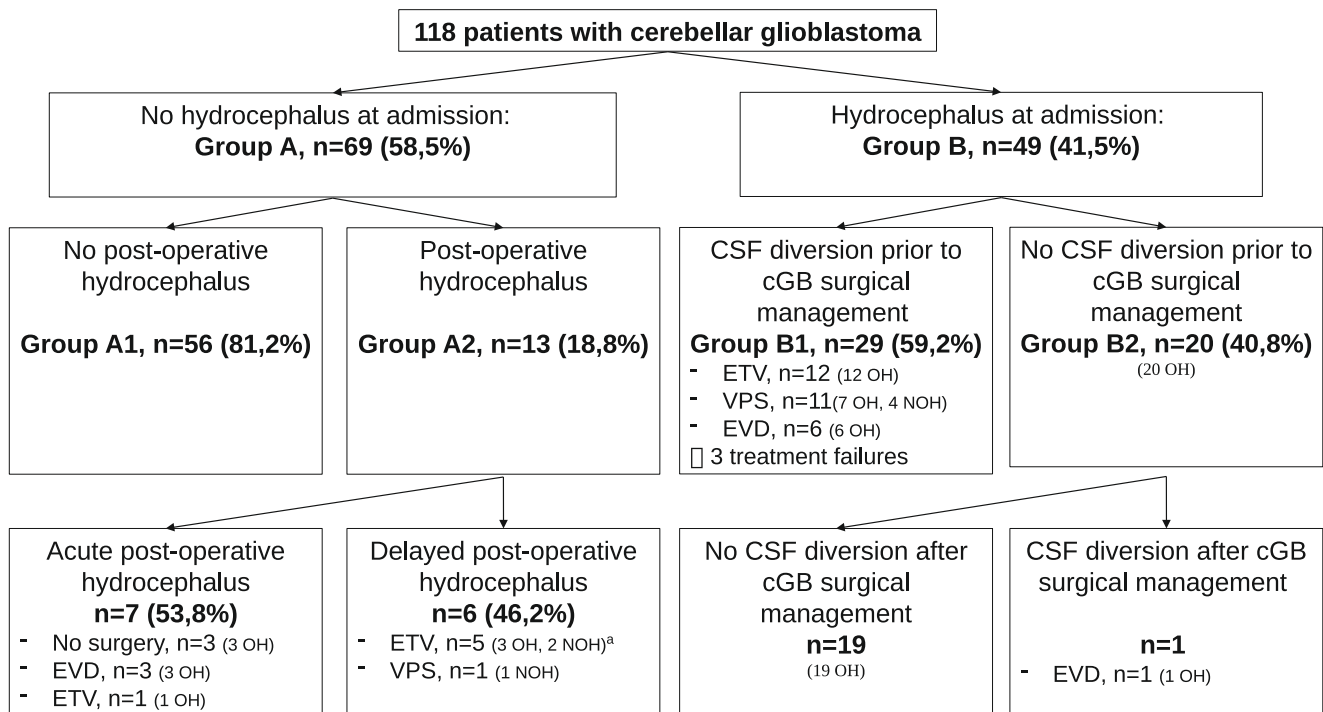 118 patients with cerebellar glioblastoma
No hydrocephalus at admission:
Group A, n=69 (58,5%)
Hydrocephalus at admission:
Group B, n=49 (41,5%)
No post-operative
hydrocephalus
Group A1, n=56 (81,2%)
Post-operative
hydrocephalus
Group A2, n=13 (18,8%)
CSF diversion prior to
cGB surgical
management
Group B1, n=29 (59,2%)
- ETV, n=12 (12 OH)
- VPS, n=11(7 OH, 4 NOH)
- EVD, n=6 (6 OH)
▯ 3 treatment failures
No CSF diversion prior to
cGB surgical
management
Group B2, n=20 (40,8%)
(20 OH)
Acute post-operative
hydrocephalus
n=7 (53,8%)
- No surgery, n=3 (3 OH)
- EVD, n=3 (3 OH)
- ETV, n=1 (1 OH)
Delayed post-operative
hydrocephalus
n=6 (46,2%)
- ETV, n=5 (3 OH, 2 NOH)ᵃ
- VPS, n=1 (1 NOH)
No CSF diversion after
cGB surgical
management
n=19
(19 OH)
CSF diversion after cGB
surgical management
n=1
- EVD, n=1 (1 OH)